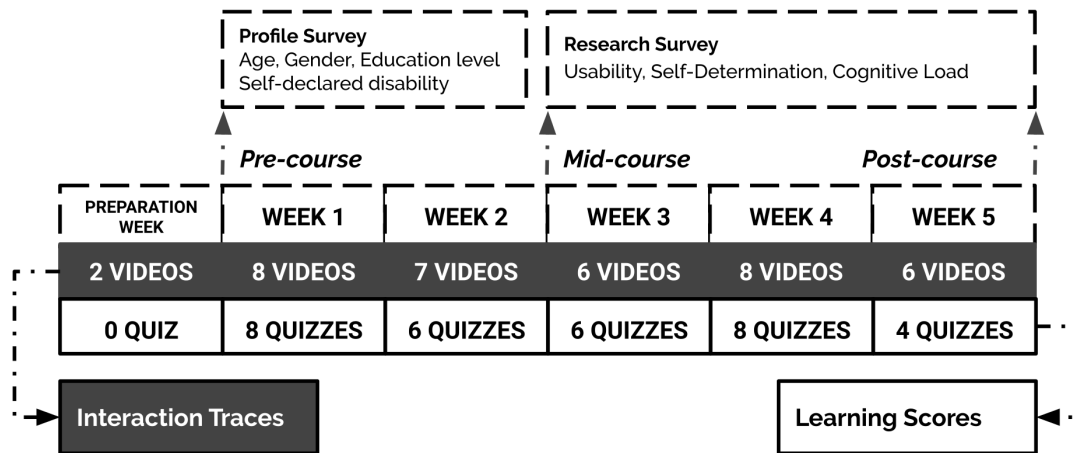 Profile Survey
Age, Gender, Education level
Self-declared disability
Research Survey
Usability, Self-Determination, Cognitive Load
Pre-course
Mid-course
Post-course
PREPARATION
WEEK
WEEK 1
WEEK 2
WEEK 3
WEEK 4
WEEK 5
2 VIDEOS
8 VIDEOS
7 VIDEOS
6 VIDEOS
8 VIDEOS
6 VIDEOS
0 QUIZ
8 QUIZZES
6 QUIZZES
6 QUIZZES
8 QUIZZES
4 QUIZZES
Interaction Traces
Learning Scores